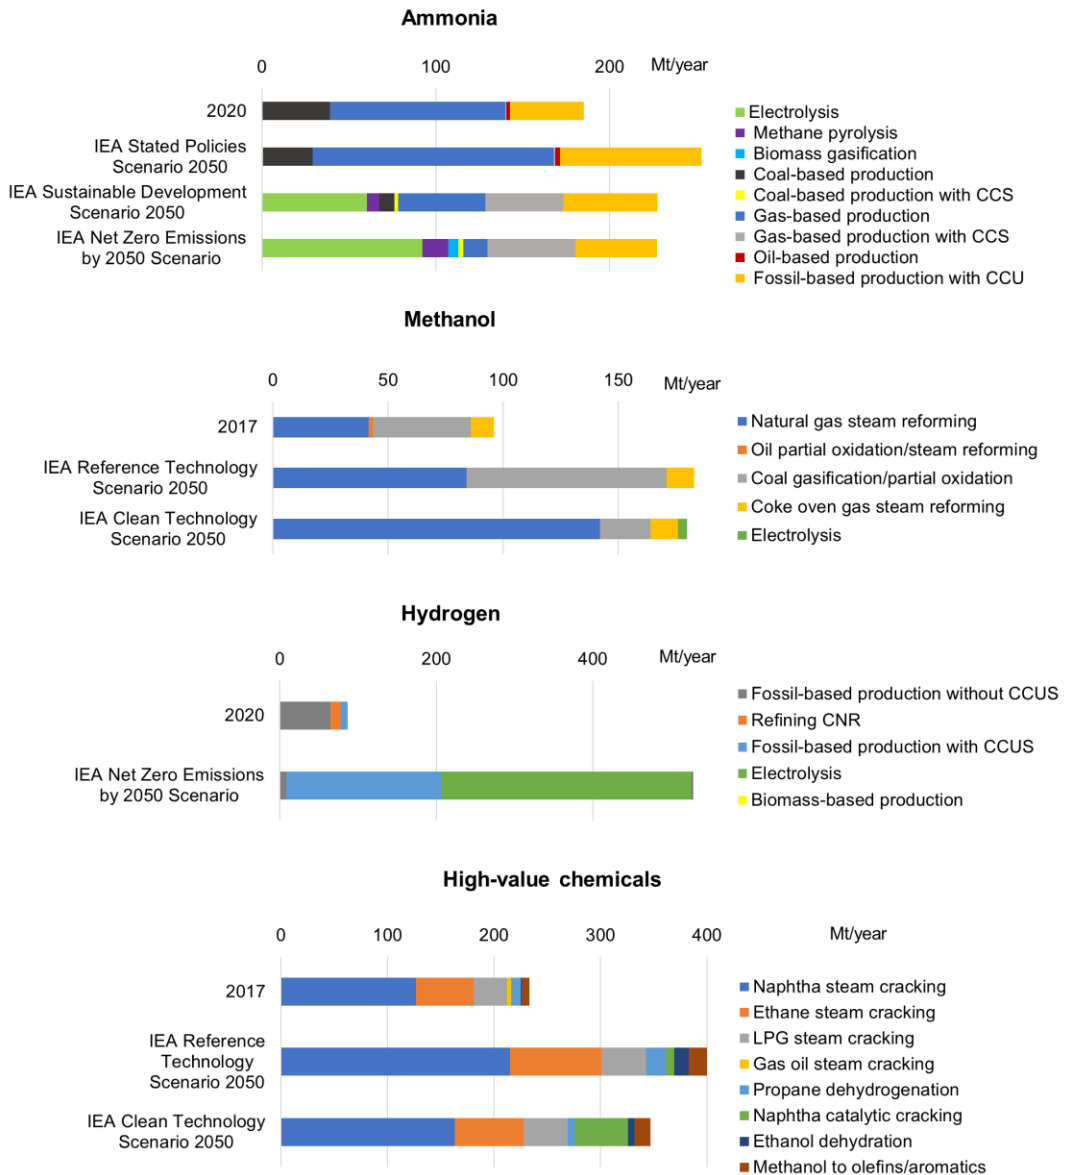 Ammonia
0 100 200 Mt/year
2020
IEA Stated Policies
Scenario 2050
IEA Sustainable Development
Scenario 2050
IEA Net Zero Emissions
by 2050 Scenario
Electrolysis
Methane pyrolysis
Biomass gasification
Coal-based production
Coal-based production with CCS
Gas-based production
Gas-based production with CCS
Oil-based production
Fossil-based production with CCU
Methanol
0 50 100 150 Mt/year
2017
IEA Reference Technology
Scenario 2050
IEA Clean Technology
Scenario 2050
Natural gas steam reforming
Oil partial oxidation/steam reforming
Coal gasification/partial oxidation
Coke oven gas steam reforming
Electrolysis
Hydrogen
0 200 400 Mt/year
2020
IEA Net Zero Emissions
by 2050 Scenario
Fossil-based production without CCUS
Refining CNR
Fossil-based production with CCUS
Electrolysis
Biomass-based production
High-value chemicals
0 100 200 300 400 Mt/year
2017
IEA Reference
Technology
Scenario 2050
IEA Clean Technology
Scenario 2050
Naphtha steam cracking
Ethane steam cracking
LPG steam cracking
Gas oil steam cracking
Propane dehydrogenation
Naphtha catalytic cracking
Ethanol dehydration
Methanol to olefins/aromatics